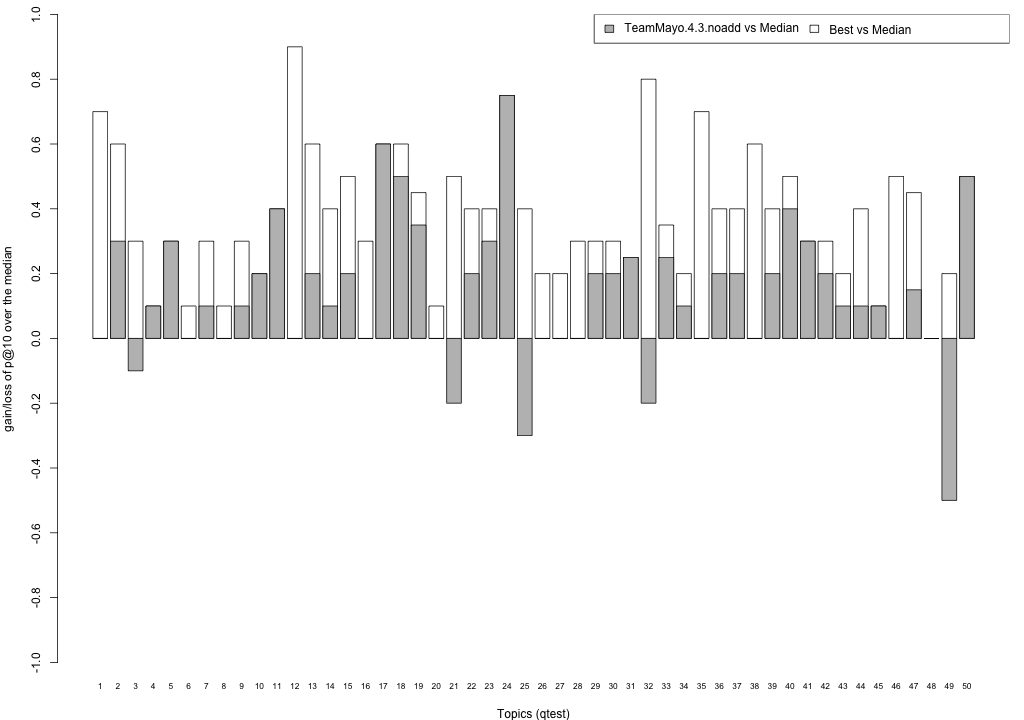 TeamMayo.4.3.noadd vs Median Best vs Median
gain/loss of p@10 over the median
1.0
0.8
0.6
0.4
0.2
0.0
-0.2
-0.4
-0.6
-0.8
-1.0
1 2 3 4 5 6 7 8 9 10 11 12 13 14 15 16 17 18 19 20 21 22 23 24 25 26 27 28 29 30 31 32 33 34 35 36 37 38 39 40 41 42 43 44 45 46 47 48 49 50
Topics (qtest)